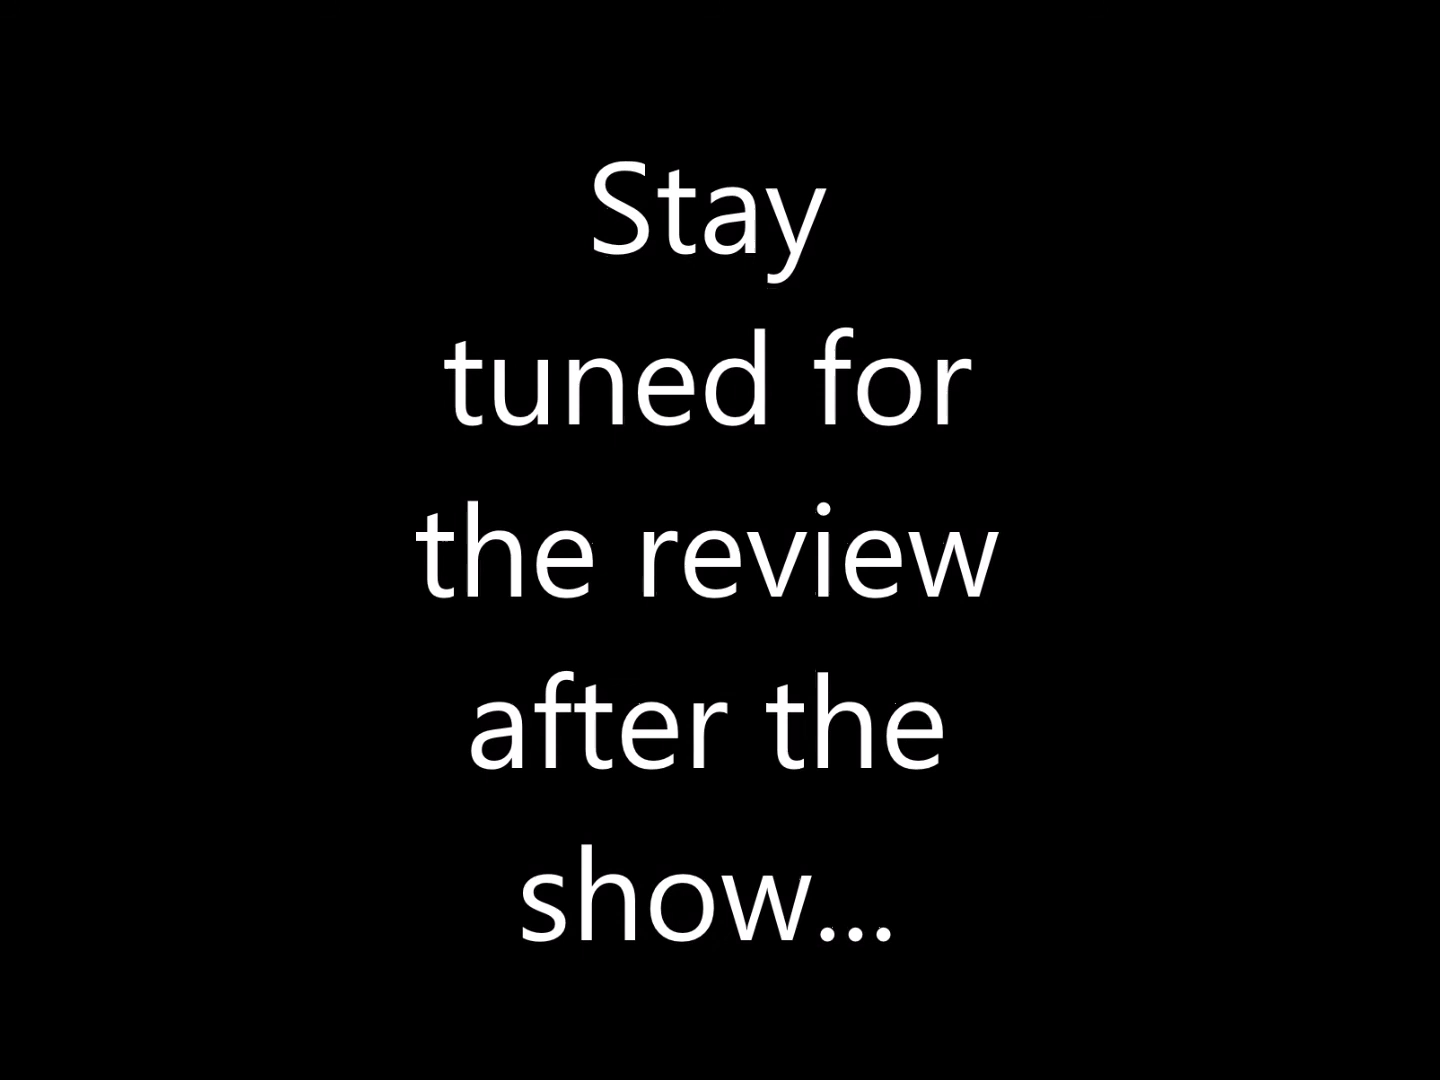 Stay
tuned for
the review
after the
show...